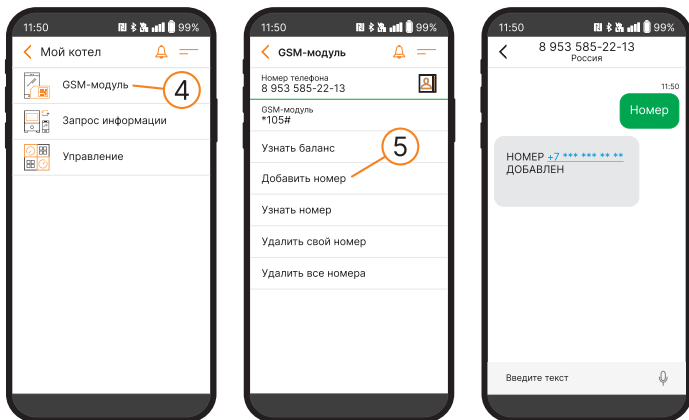 11:50
99%
Мой котел
GSM-модуль
4
Запрос информации
Управление
11:50
99%
GSM-модуль
Номер телефона
8 953 585-22-13
GSM-модуль
*105#
Узнать баланс
5
Добавить номер
Узнать номер
Удалить свой номер
Удалить все номера
11:50
99%
8 953 585-22-13
Россия
11:50
Номер
НОМЕР +7 *** *** ** **
ДОБАВЛЕН
Введите текст